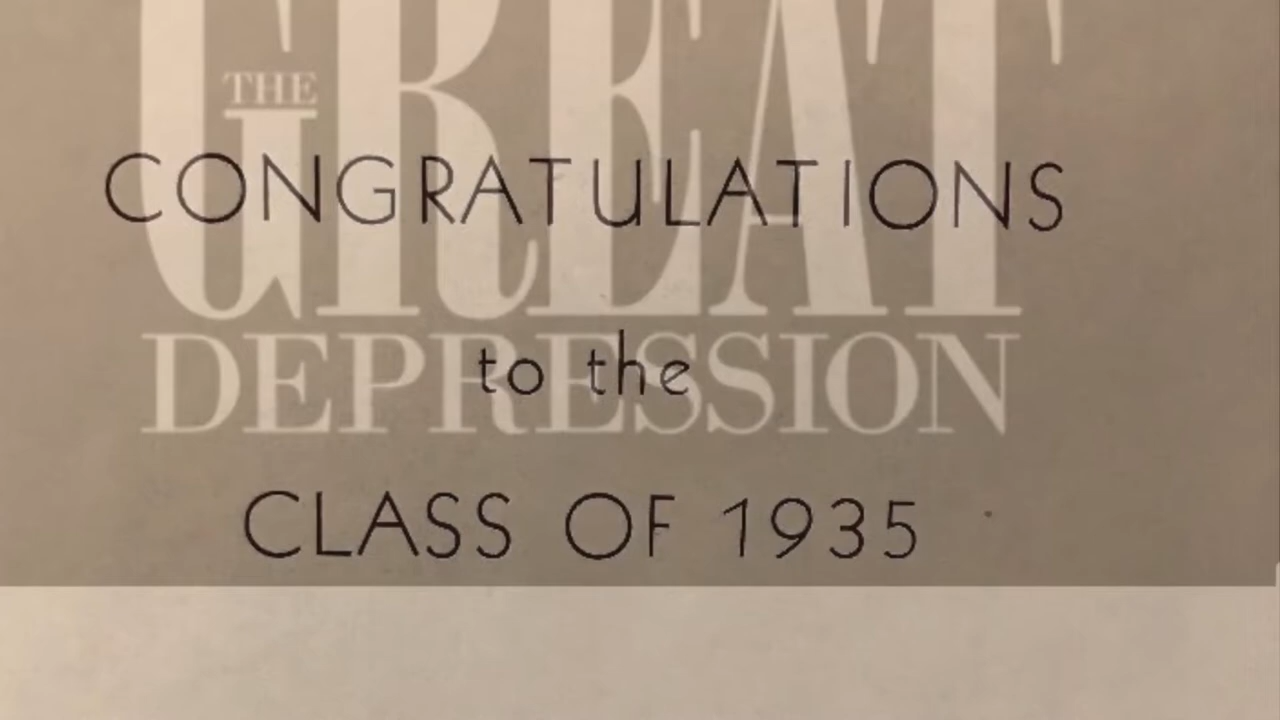 GREAT
THE
CONGRATULATIONS
DEPRESSION
to the
CLASS OF 1935